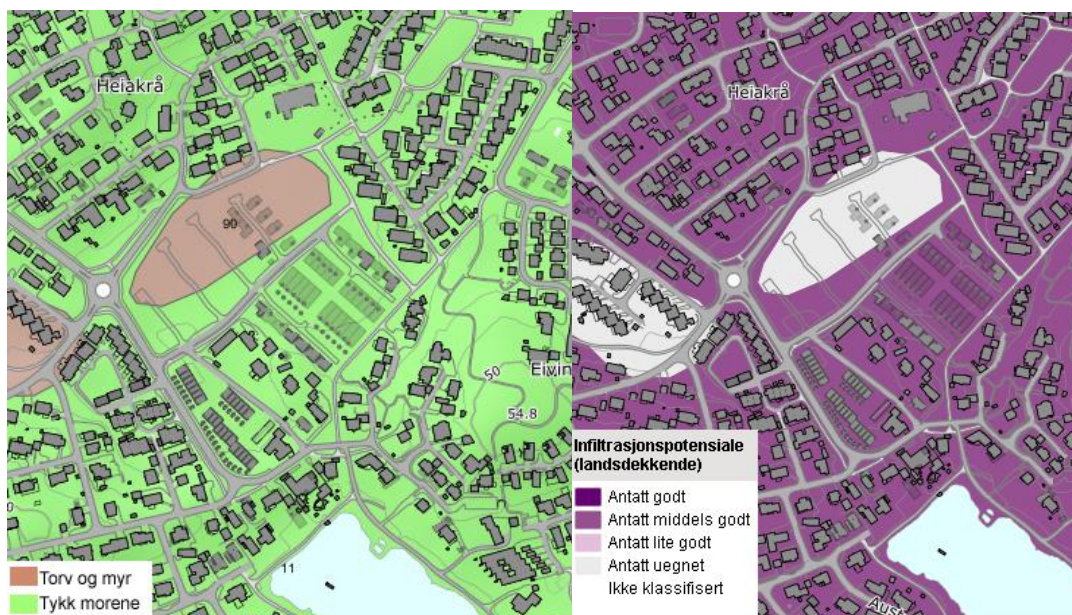 Heiakrå
90
50
Eivin
54.8
0
11
Torv og myr
Tykk morene
Heiakrå
Infiltrasjonspotensiale
(landsdekkende)
Antatt godt
Antatt middels godt
Antatt lite godt
Antatt uegnet
Ikke klassifisert
Aust